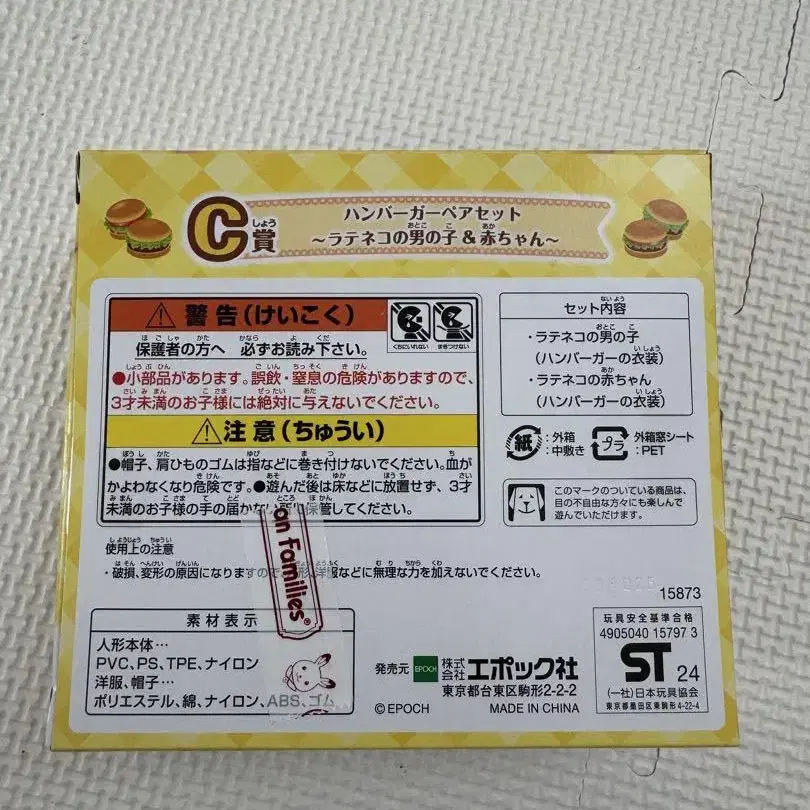 C賞
ハンバーガーペアセット
～ラテネコの男の子&赤ちゃん～
警告(けいこく)
保護者の方へ 必ずお読み下さい。
くちにいれない まきつけない
●小部品があります。誤飲・窒息の危険がありますので、
3才未満のお子様には絶対に与えないでください。
注意(ちゅうい)
●帽子、肩ひものゴムは指などに巻き付けないでください。血が
かよわなくなり危険です。●遊んだ後は床などに放置せず、3才
未満のお子様の手の届かない所に保管してください。
セット内容
・ラテネコの男の子
(ハンバーガーの衣装)
・ラテネコの赤ちゃん
(ハンバーガーの衣装)
紙:外箱
中敷き
プラ:外箱窓シート
:PET
このマークのついている商品は、
目の不自由な方々にも楽しんで
遊んでいただけます。
使用上の注意
・破損、変形の原因になりますので、人形、洋服などに無理な力を加えないでください。
an Families®
15873
素材表示
人形本体…
PVC,PS,TPE,ナイロン
洋服、帽子…
ポリエステル、綿、ナイロン,ABS、ゴム
発売元 EPOCH 株式会社 エポック社
東京都台東区駒形2-2-2
©EPOCH MADE IN CHINA
玩具安全基準合格
4905040 15797 3
ST 24
(一社)日本玩具協会
東京都墨田区東駒形4-22-4